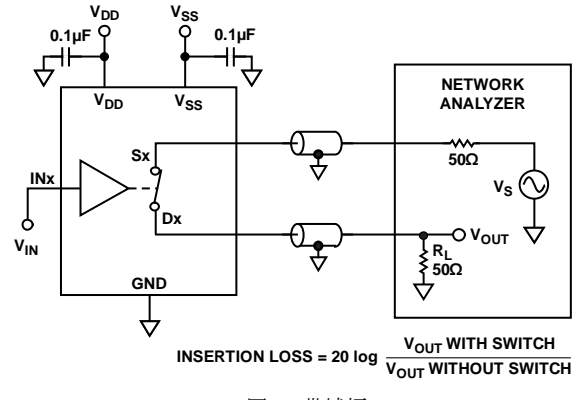 VDD
VSS
0.1µF
0.1µF
VDD
VSS
NETWORK
ANALYZER
Sx
50Ω
INx
VS
Dx
VOUT
VIN
RL
50Ω
GND
INSERTION LOSS = 20 log
VOUT WITH SWITCH
VOUT WITHOUT SWITCH